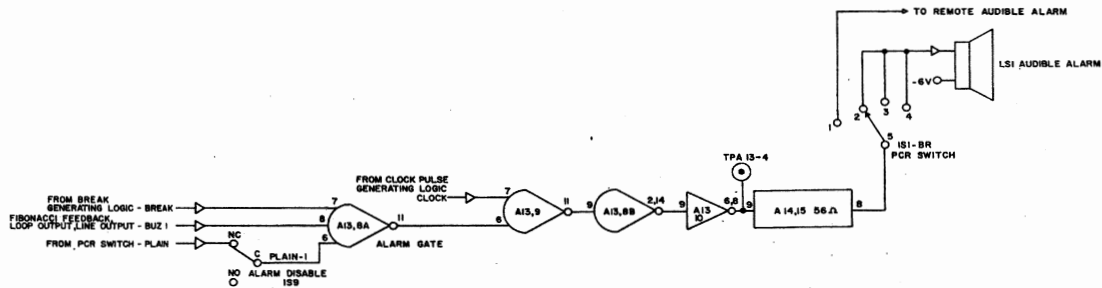 TO REMOTE AUDIBLE ALARM
LS1 AUDIBLE ALARM
-6V
1
2
3
4
5
1S1-BR
PCR SWITCH
TPA 13-4
FROM CLOCK PULSE
GENERATING LOGIC
CLOCK
7
6
A13,9
11
9
A13,8B
2,14
9
A13
10
6,8
9
A 14,15 56 Ω
8
FROM BREAK
GENERATING LOGIC - BREAK
FIBONACCI FEEDBACK,
LOOP OUTPUT, LINE OUTPUT - BUZ 1
FROM PCR SWITCH - PLAIN
7
8
6
A13,8A
11
ALARM GATE
NC
C
PLAIN-1
NO
ALARM DISABLE
1S9